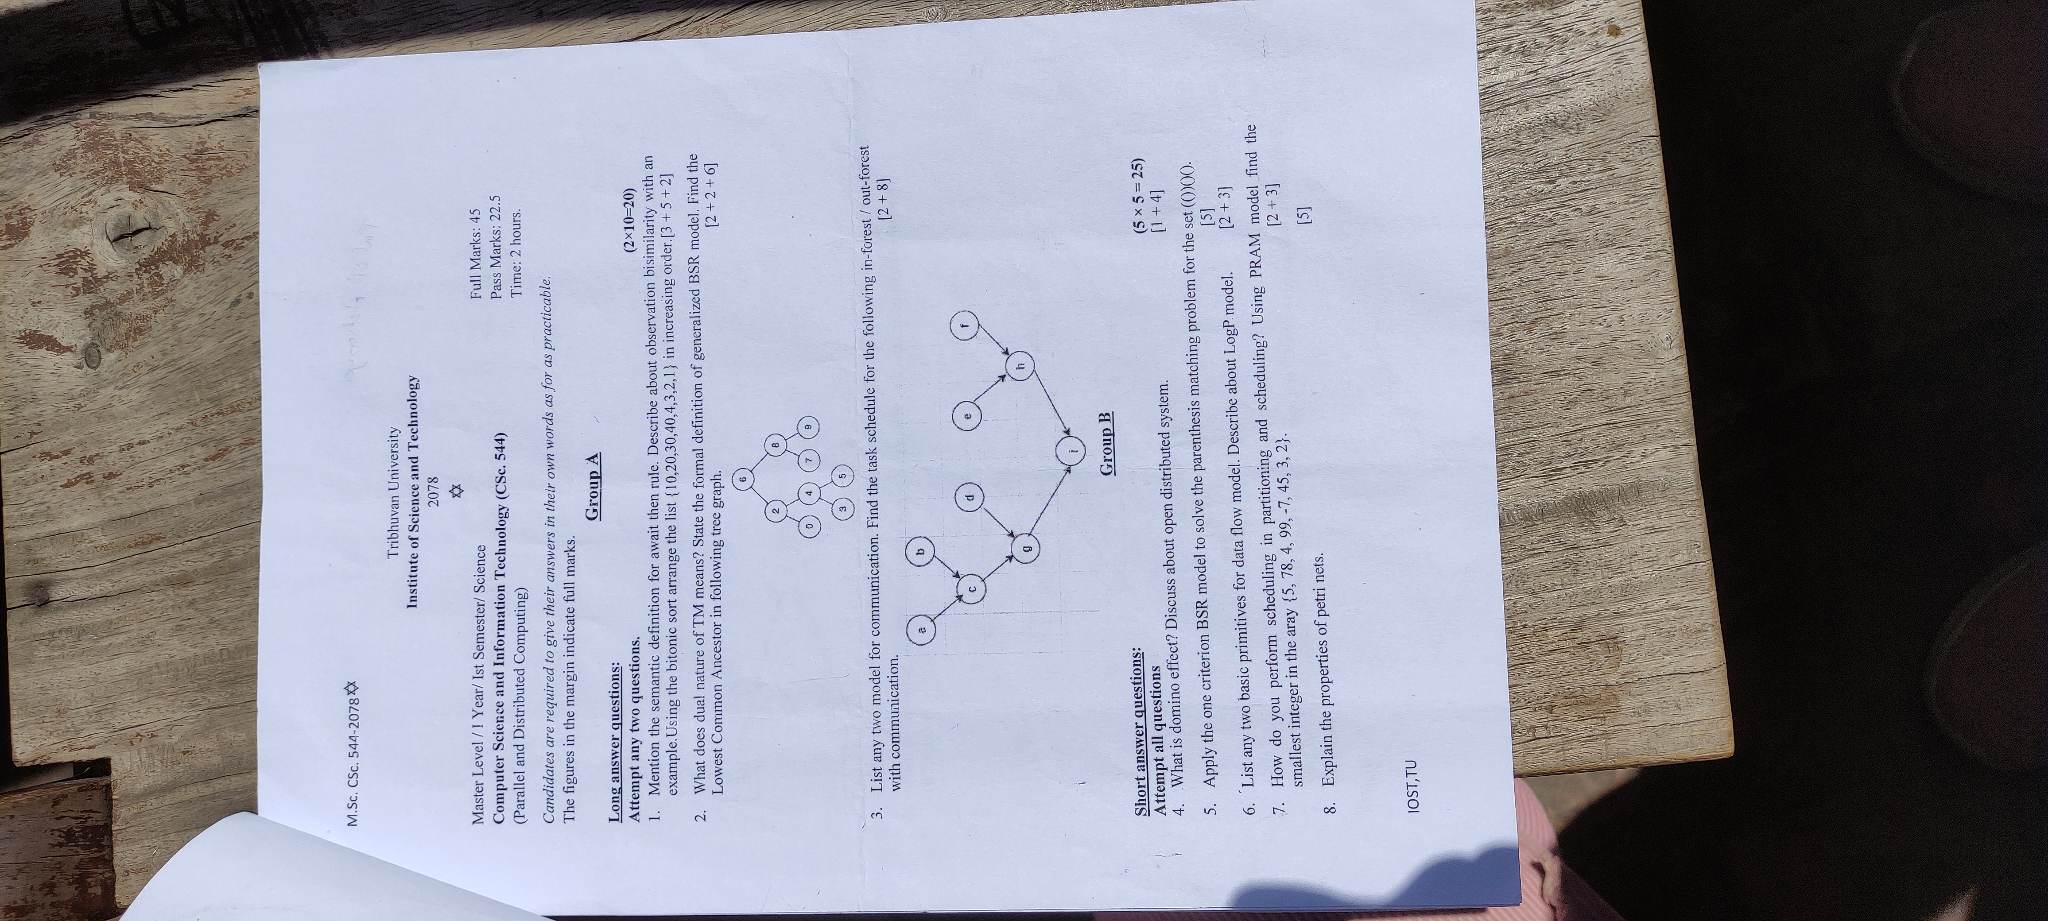 M.Sc. CSc. 544-2078✡
Tribhuvan University
Institute of Science and Technology
2078
✡
Master Level / I Year/ Ist Semester/ Science
Computer Science and Information Technology (CSc. 544)
(Parallel and Distributed Computing)
Full Marks: 45
Pass Marks: 22.5
Time: 2 hours.
Candidates are required to give their answers in their own words as for as practicable.
The figures in the margin indicate full marks.
Group A
Long answer questions:
Attempt any two questions. (2×10=20)
1. Mention the semantic definition for await then rule. Describe about observation bisimilarity with an
example.Using the bitonic sort arrange the list {10,20,30,40,4,3,2,1} in increasing order.[3 + 5 + 2]
2. What does dual nature of TM means? State the formal definition of generalized BSR model. Find the
Lowest Common Ancestor in following tree graph. [2 + 2 + 6]
6
2 8
0 4 7 9
3 5
3. List any two model for communication. Find the task schedule for the following in-forest / out-forest
with communication. [2 + 8]
a b
c d e f
g h
i
Group B
Short answer questions: (5 × 5 = 25)
Attempt all questions
4. What is domino effect? Discuss about open distributed system. [1 + 4]
5. Apply the one criterion BSR model to solve the parenthesis matching problem for the set (())(). [5]
6. List any two basic primitives for data flow model. Describe about LogP model. [2 + 3]
7. How do you perform scheduling in partitioning and scheduling? Using PRAM model find the
smallest integer in the aray {5, 78, 4, 99, -7, 45, 3, 2}. [2 + 3]
8. Explain the properties of petri nets. [5]
IOST,TU